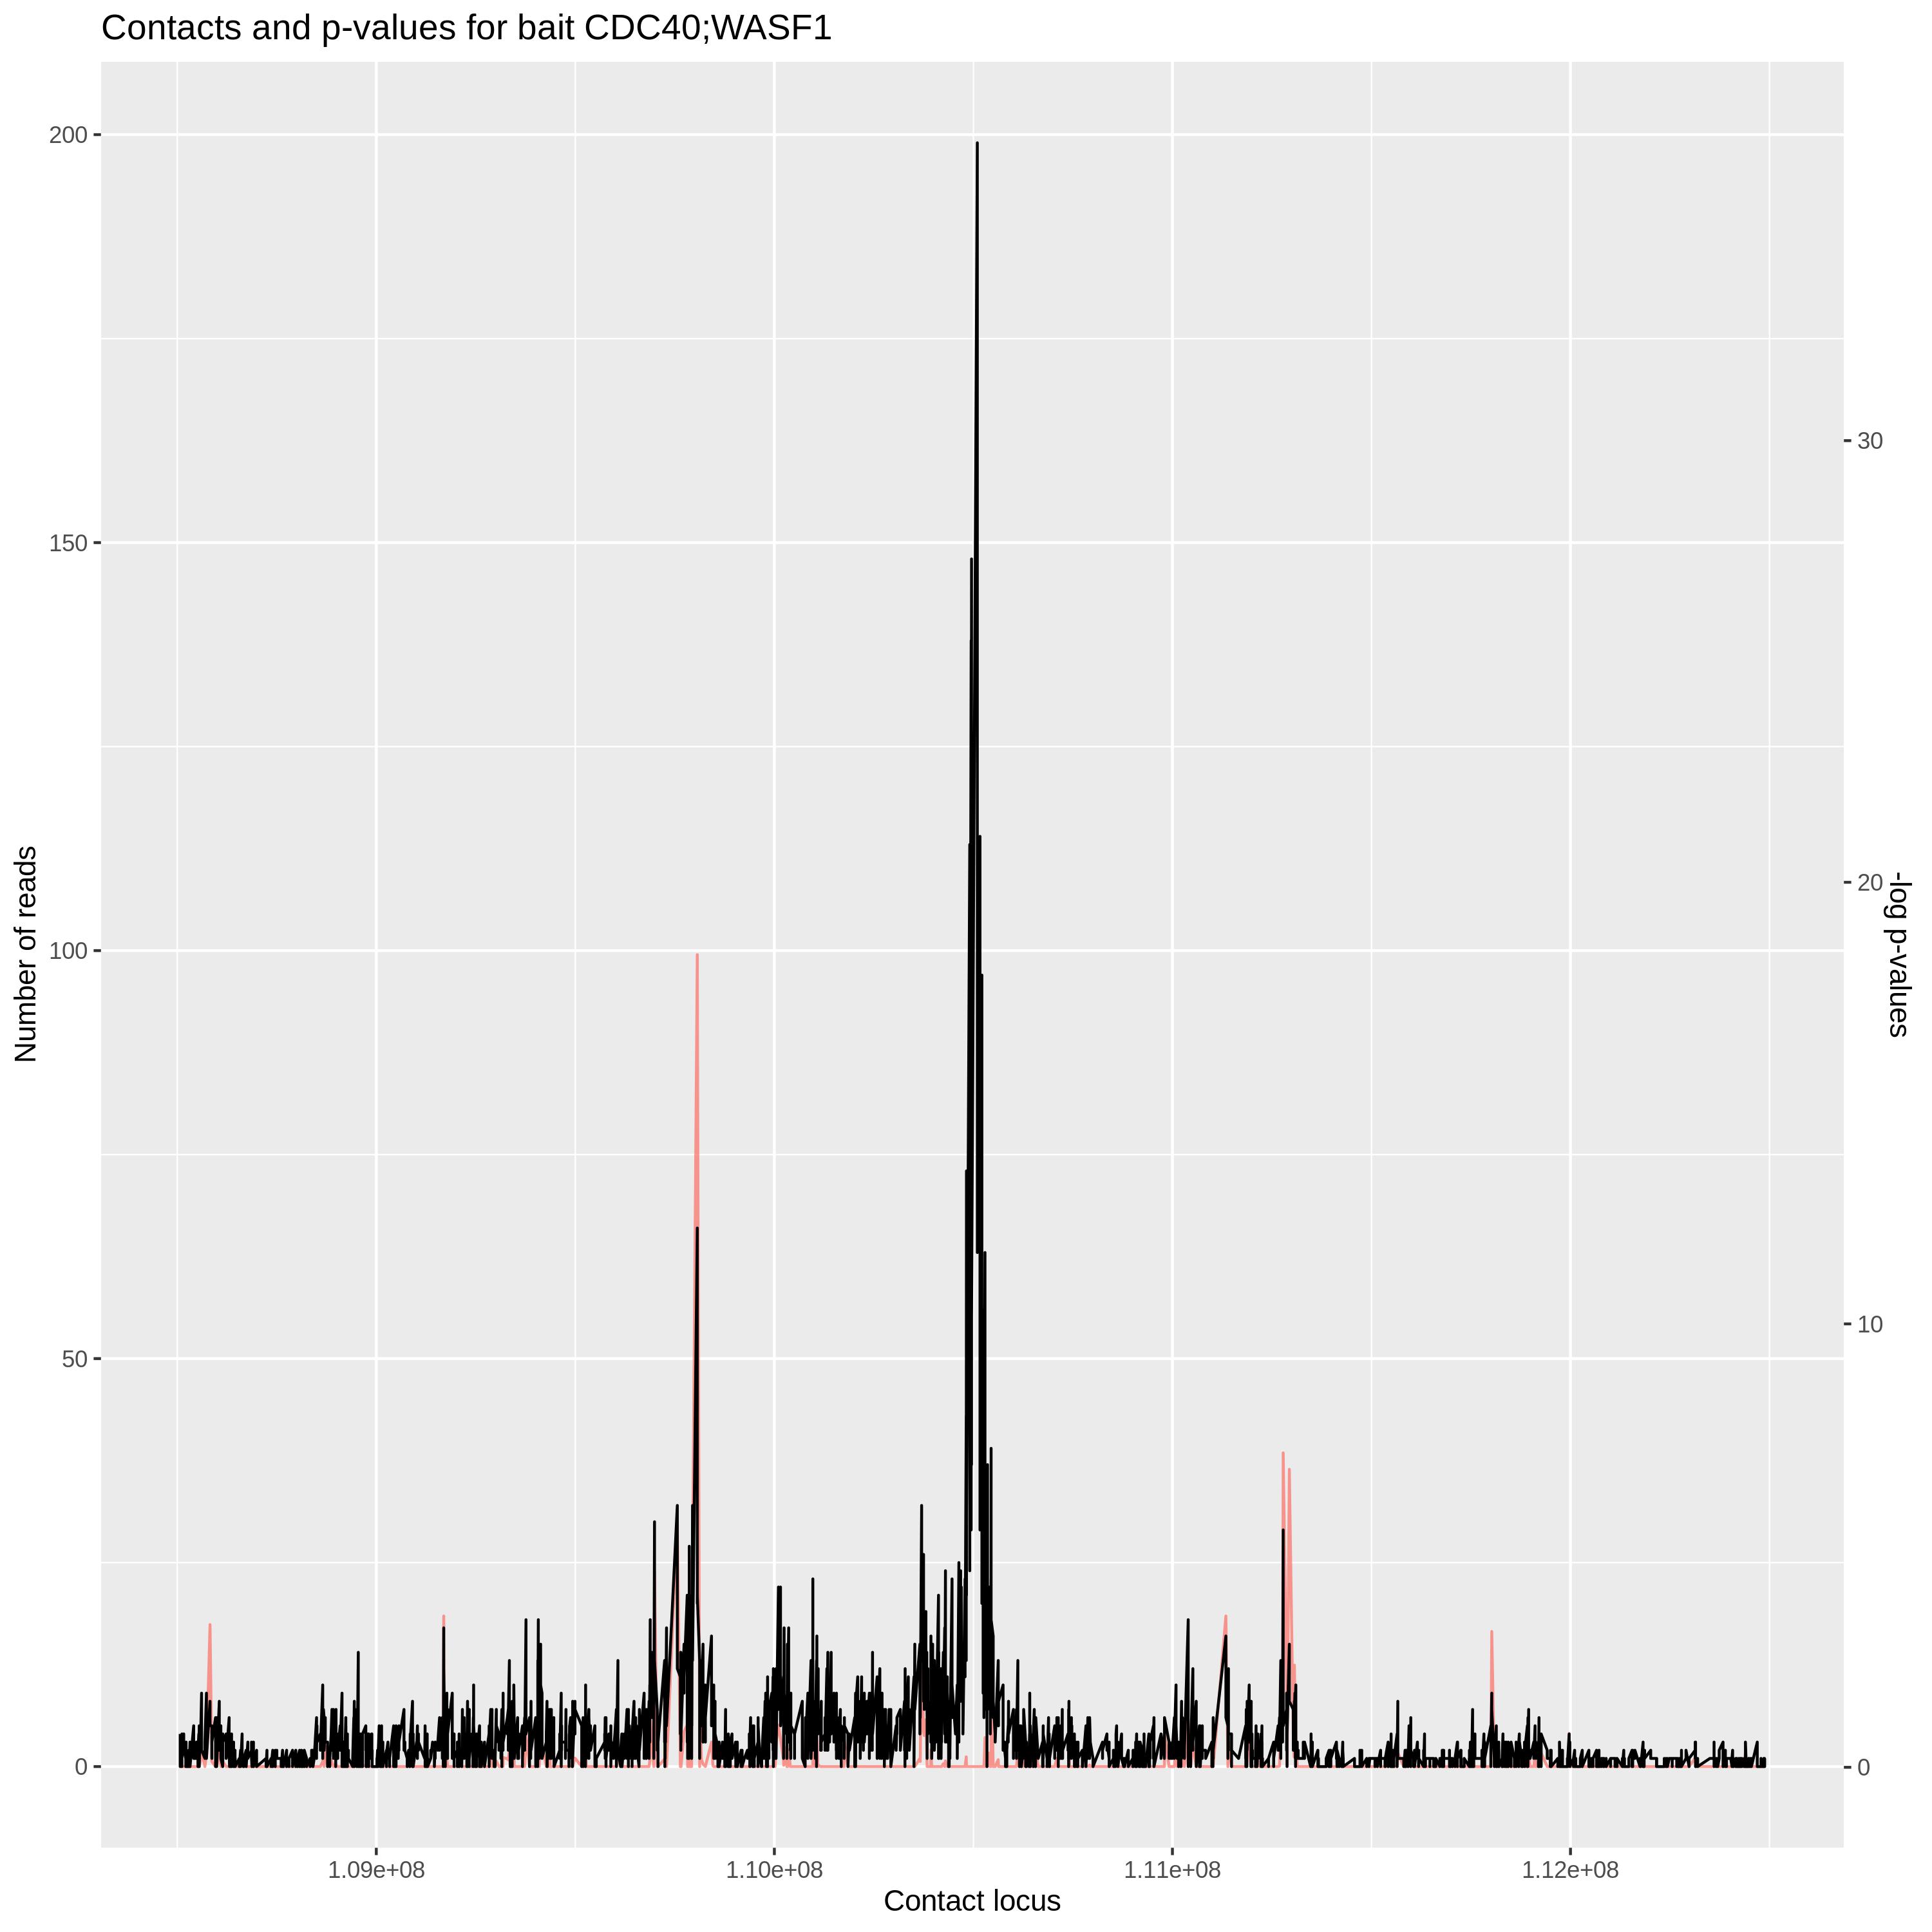 Contacts and p-values for bait CDC40;WASF1
200
150
100
50
0
Number of reads
30
20
10
0
-log p-values
1.09e+08
1.10e+08
1.11e+08
1.12e+08
Contact locus